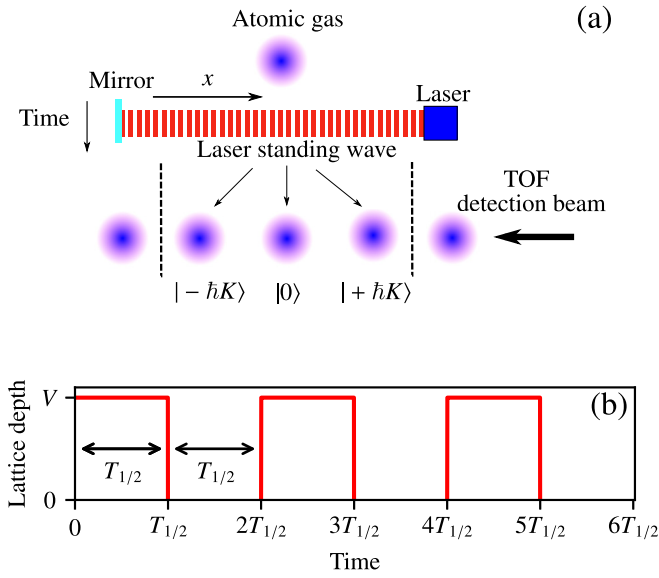 (a)
Atomic gas
Mirror
x
Laser
Time
Laser standing wave
TOF
detection beam
|−ℏK⟩ |0⟩ |+ℏK⟩
(b)
V
Lattice depth
T₁/₂ T₁/₂
0
0 T₁/₂ 2T₁/₂ 3T₁/₂ 4T₁/₂ 5T₁/₂ 6T₁/₂
Time